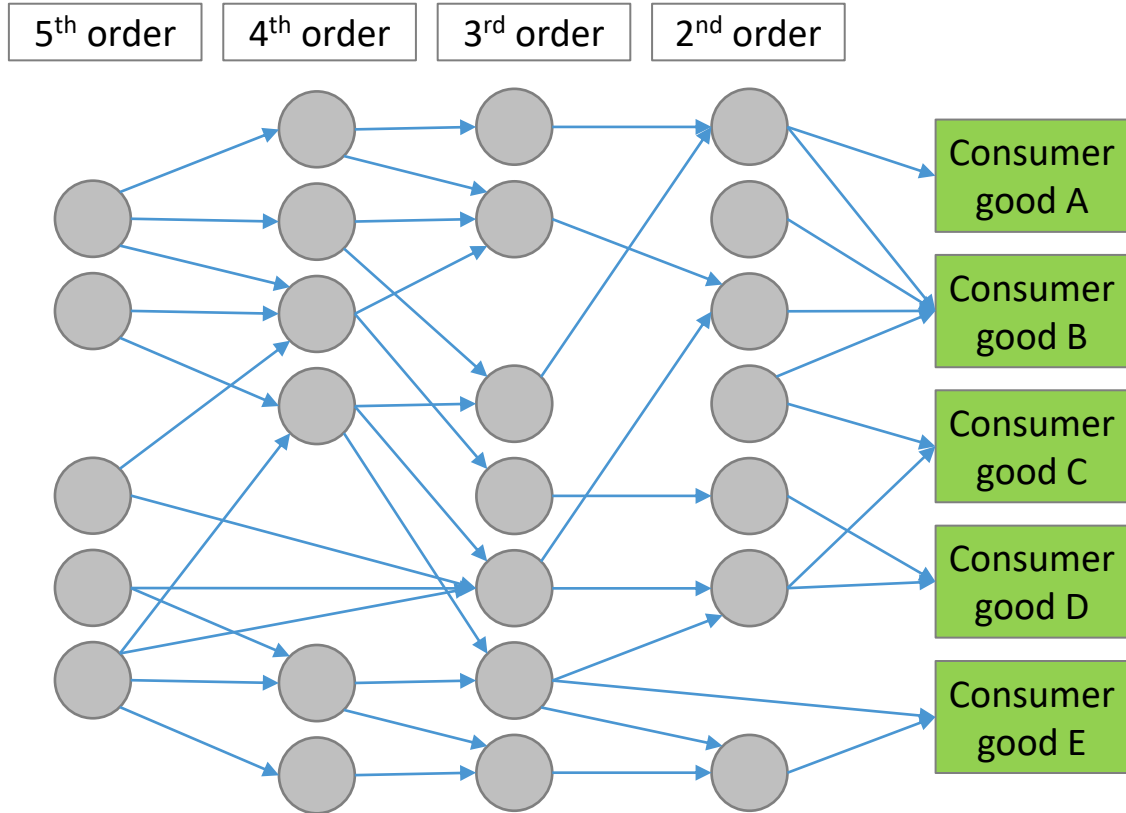 5th order
4th order
3rd order
2nd order
Consumer
good A
Consumer
good B
Consumer
good C
Consumer
good D
Consumer
good E